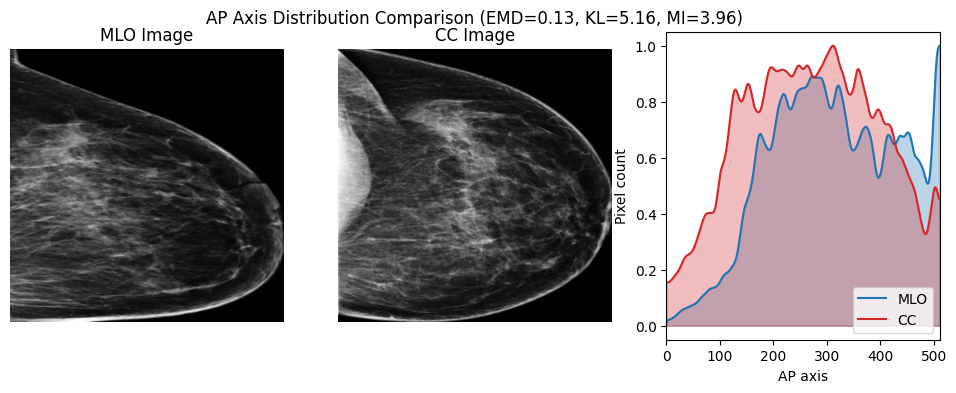 AP Axis Distribution Comparison (EMD=0.13, KL=5.16, MI=3.96)
MLO Image
CC Image
Pixel count
1.0
0.8
0.6
0.4
0.2
0.0
MLO
CC
0 100 200 300 400 500
AP axis